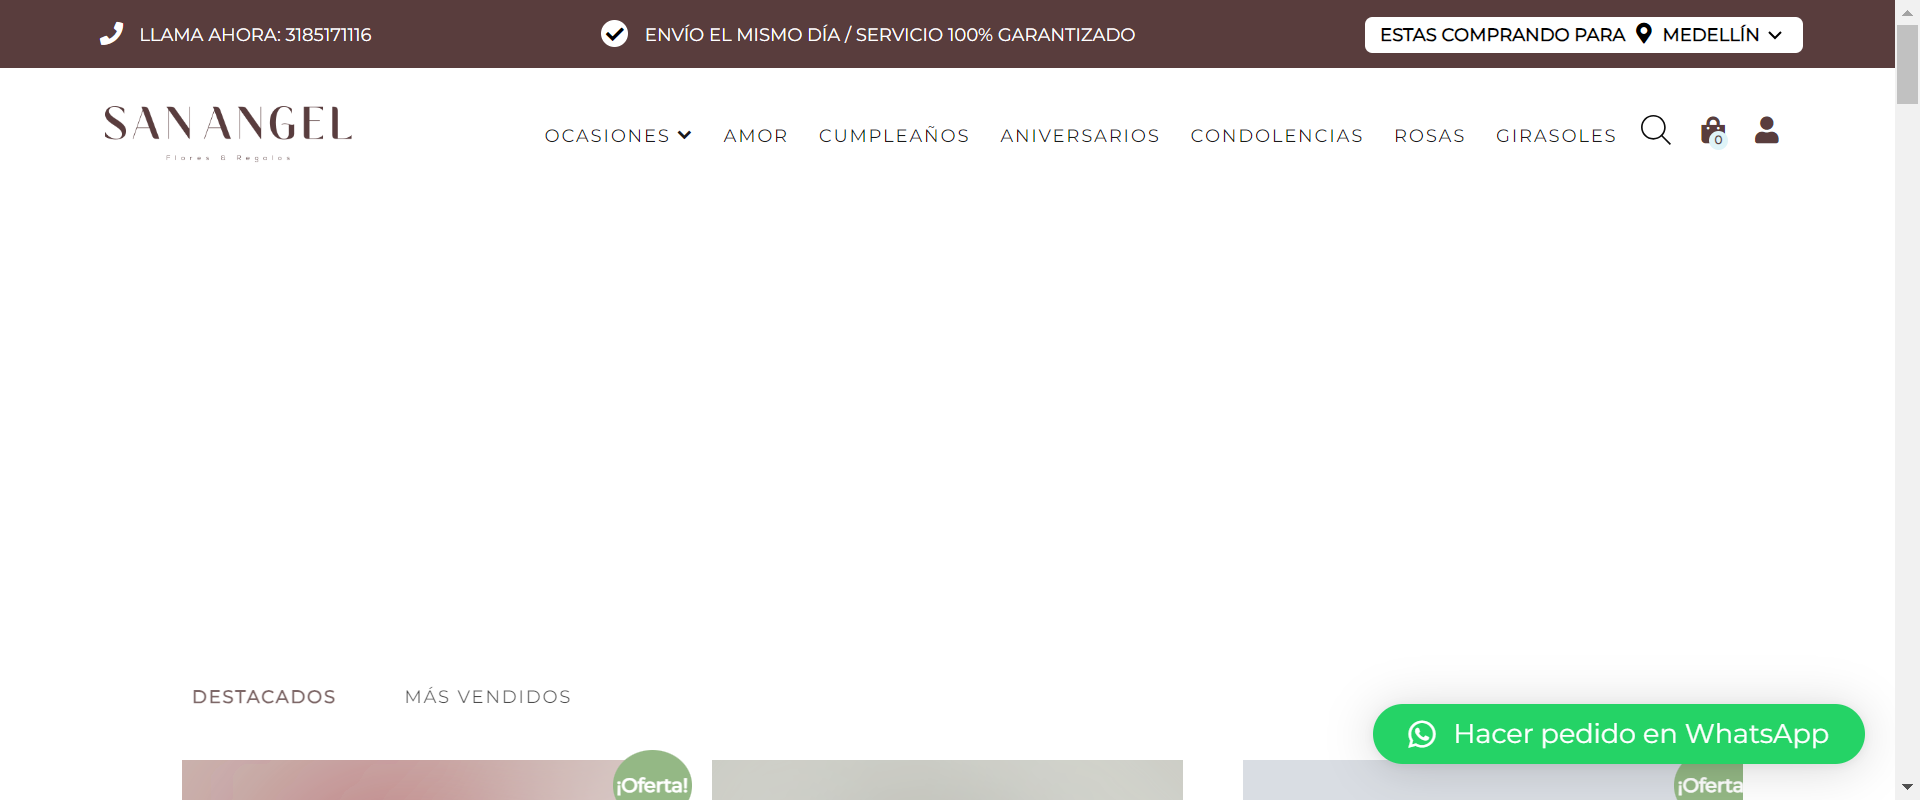 LLAMA AHORA: 3185171116
ENVÍO EL MISMO DÍA / SERVICIO 100% GARANTIZADO
ESTAS COMPRANDO PARA MEDELLÍN
SAN ANGEL
Flores & Regalos
OCASIONES
AMOR
CUMPLEAÑOS
ANIVERSARIOS
CONDOLENCIAS
ROSAS
GIRASOLES
0
DESTACADOS
MÁS VENDIDOS
Hacer pedido en WhatsApp
¡Oferta!
¡Oferta